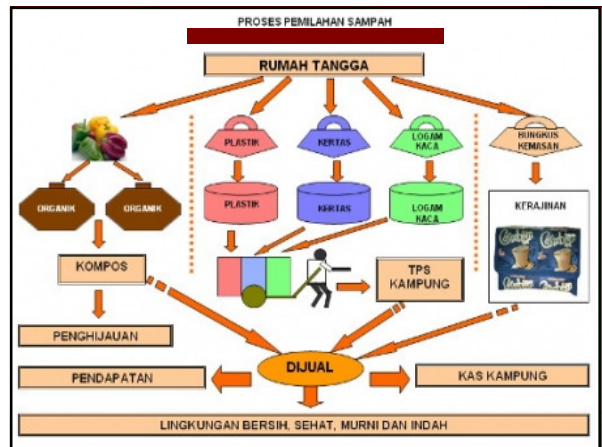 PROSES PEMILAHAN SAMPAH
RUMAH TANGGA
PLASTIK
KERTAS
LOGAM
KACA
BUNGKUS
KEMASAN
ORGANIK
ORGANIK
PLASTIK
KERTAS
LOGAM
KACA
KERAJINAN
KOMPOS
TPS
KAMPUNG
PENGHIJAUAN
DIJUAL
PENDAPATAN
KAS KAMPUNG
LINGKUNGAN BERSIH, SEHAT, MURNI DAN INDAH